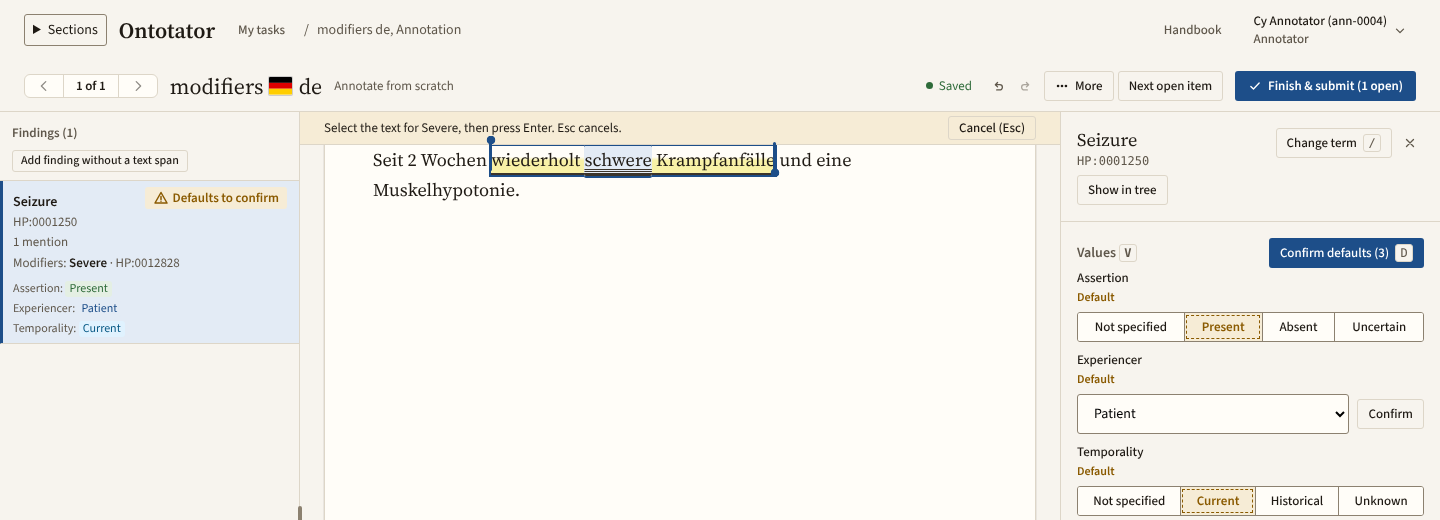 Sections
Ontotator
My tasks / modifiers de, Annotation
Handbook
Cy Annotator (ann-0004)
Annotator
1 of 1
modifiers de
Annotate from scratch
Saved
More
Next open item
Finish & submit (1 open)
Findings (1)
Add finding without a text span
Seizure
Defaults to confirm
HP:0001250
1 mention
Modifiers: Severe · HP:0012828
Assertion: Present
Experiencer: Patient
Temporality: Current
Select the text for Severe, then press Enter. Esc cancels.
Cancel (Esc)
Seit 2 Wochen wiederholt schwere Krampfanfälle und eine
Muskelhypotonie.
Seizure
HP:0001250
Change term /
Show in tree
Values V
Confirm defaults (3) D
Assertion
Default
Not specified Present Absent Uncertain
Experiencer
Default
Patient
Confirm
Temporality
Default
Not specified Current Historical Unknown